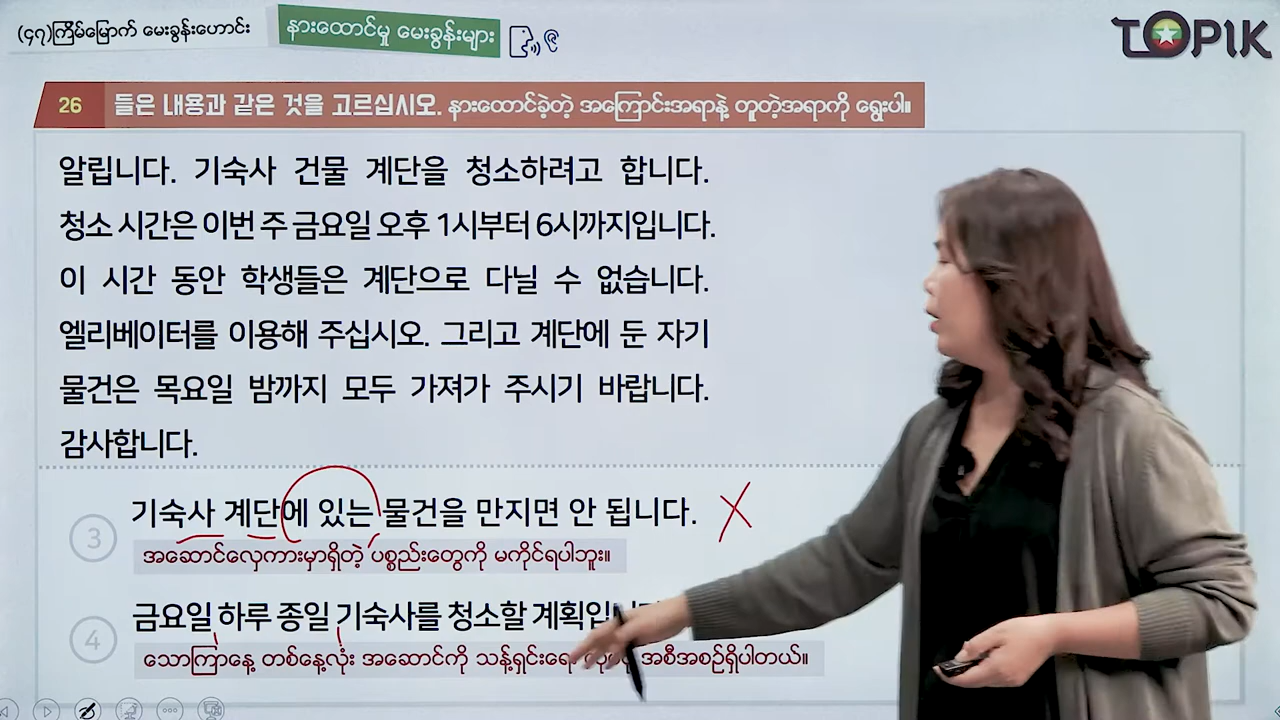 (၄၇)ကြိမ်မြောက် မေးခွန်းဟောင်း
နားထောင်မှု မေးခွန်းများ
TOPIK
26 들은 내용과 같은 것을 고르십시오. နားထောင်ခဲ့တဲ့ အကြောင်းအရာနဲ့ တူတဲ့အရာကို ရွေးပါ။
알립니다. 기숙사 건물 계단을 청소하려고 합니다.
청소 시간은 이번 주 금요일 오후 1시부터 6시까지입니다.
이 시간 동안 학생들은 계단으로 다닐 수 없습니다.
엘리베이터를 이용해 주십시오. 그리고 계단에 둔 자기
물건은 목요일 밤까지 모두 가져가 주시기 바랍니다.
감사합니다.
③ 기숙사 계단에 있는 물건을 만지면 안 됩니다.
အဆောင်လှေကားမှာရှိတဲ့ ပစ္စည်းတွေကို မကိုင်ရပါဘူး။
④ 금요일 하루 종일 기숙사를 청소할
သောကြာနေ့ တစ်နေ့လုံး အဆောင်ကို အစီအစဉ်ရှိပါတယ်။